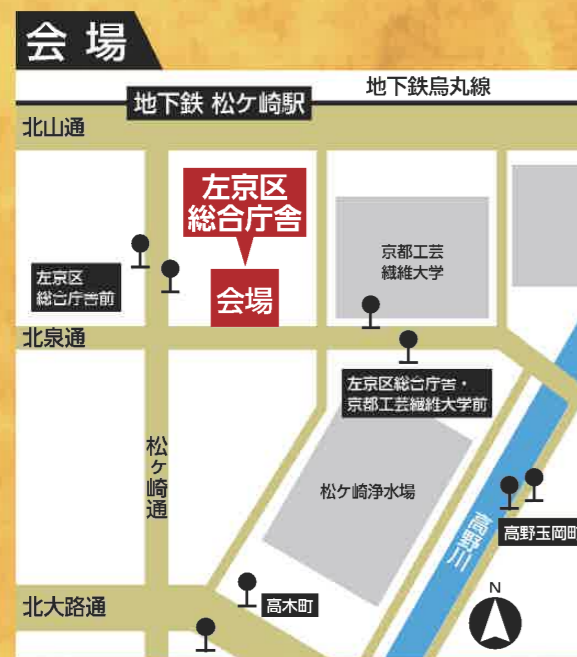 会場
地下鉄烏丸線
地下鉄 松ケ崎駅
北山通
左京区
総合庁舎
京都工芸
繊維大学
左京区
総合庁舎前
会場
北泉通
左京区総合庁舎・
京都工芸繊維大学前
松ケ崎通
松ケ崎浄水場
高野川
高野玉岡町
N
高木町
北大路通